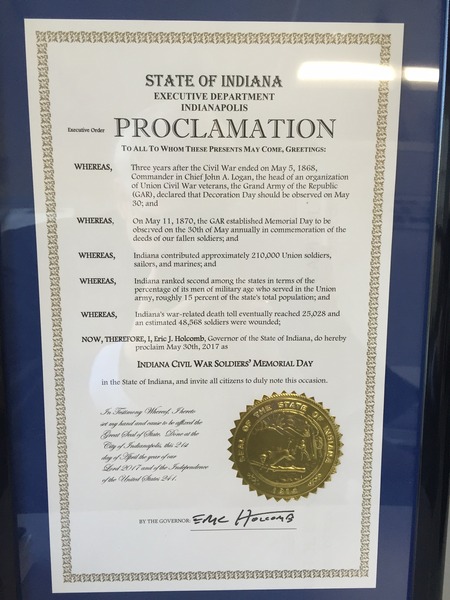 STATE OF INDIANA
EXECUTIVE DEPARTMENT
INDIANAPOLIS
Executive Order PROCLAMATION
TO ALL TO WHOM THESE PRESENTS MAY COME, GREETINGS:
WHEREAS, Three years after the Civil War ended on May 5, 1868,
Commander in Chief John A. Logan, the head of an organization
of Union Civil War veterans, the Grand Army of the Republic
(GAR), declared that Decoration Day should be observed on May
30; and
WHEREAS, On May 11, 1870, the GAR established Memorial Day to be
observed on the 30th of May annually in commemoration of the
deeds of our fallen soldiers; and
WHEREAS, Indiana contributed approximately 210,000 Union soldiers,
sailors, and marines; and
WHEREAS, Indiana ranked second among the states in terms of the
percentage of its men of military age who served in the Union
army, roughly 15 percent of the state's total population; and
WHEREAS, Indiana's war-related death toll eventually reached 25,028 and
an estimated 48,568 soldiers were wounded;
NOW, THEREFORE, I, Eric J. Holcomb, Governor of the State of Indiana, do hereby
proclaim May 30th, 2017 as
INDIANA CIVIL WAR SOLDIERS' MEMORIAL DAY
in the State of Indiana, and invite all citizens to duly note this occasion.
In Testimony Whereof, I hereto
set my hand and cause to be affixed the
Great Seal of State. Done at the
City of Indianapolis, this 21st
day of April the year of our
Lord 2017 and of the Independence
of the United States 241.
SEAL OF THE STATE OF INDIANA
1816
BY THE GOVERNOR: Eric Holcomb